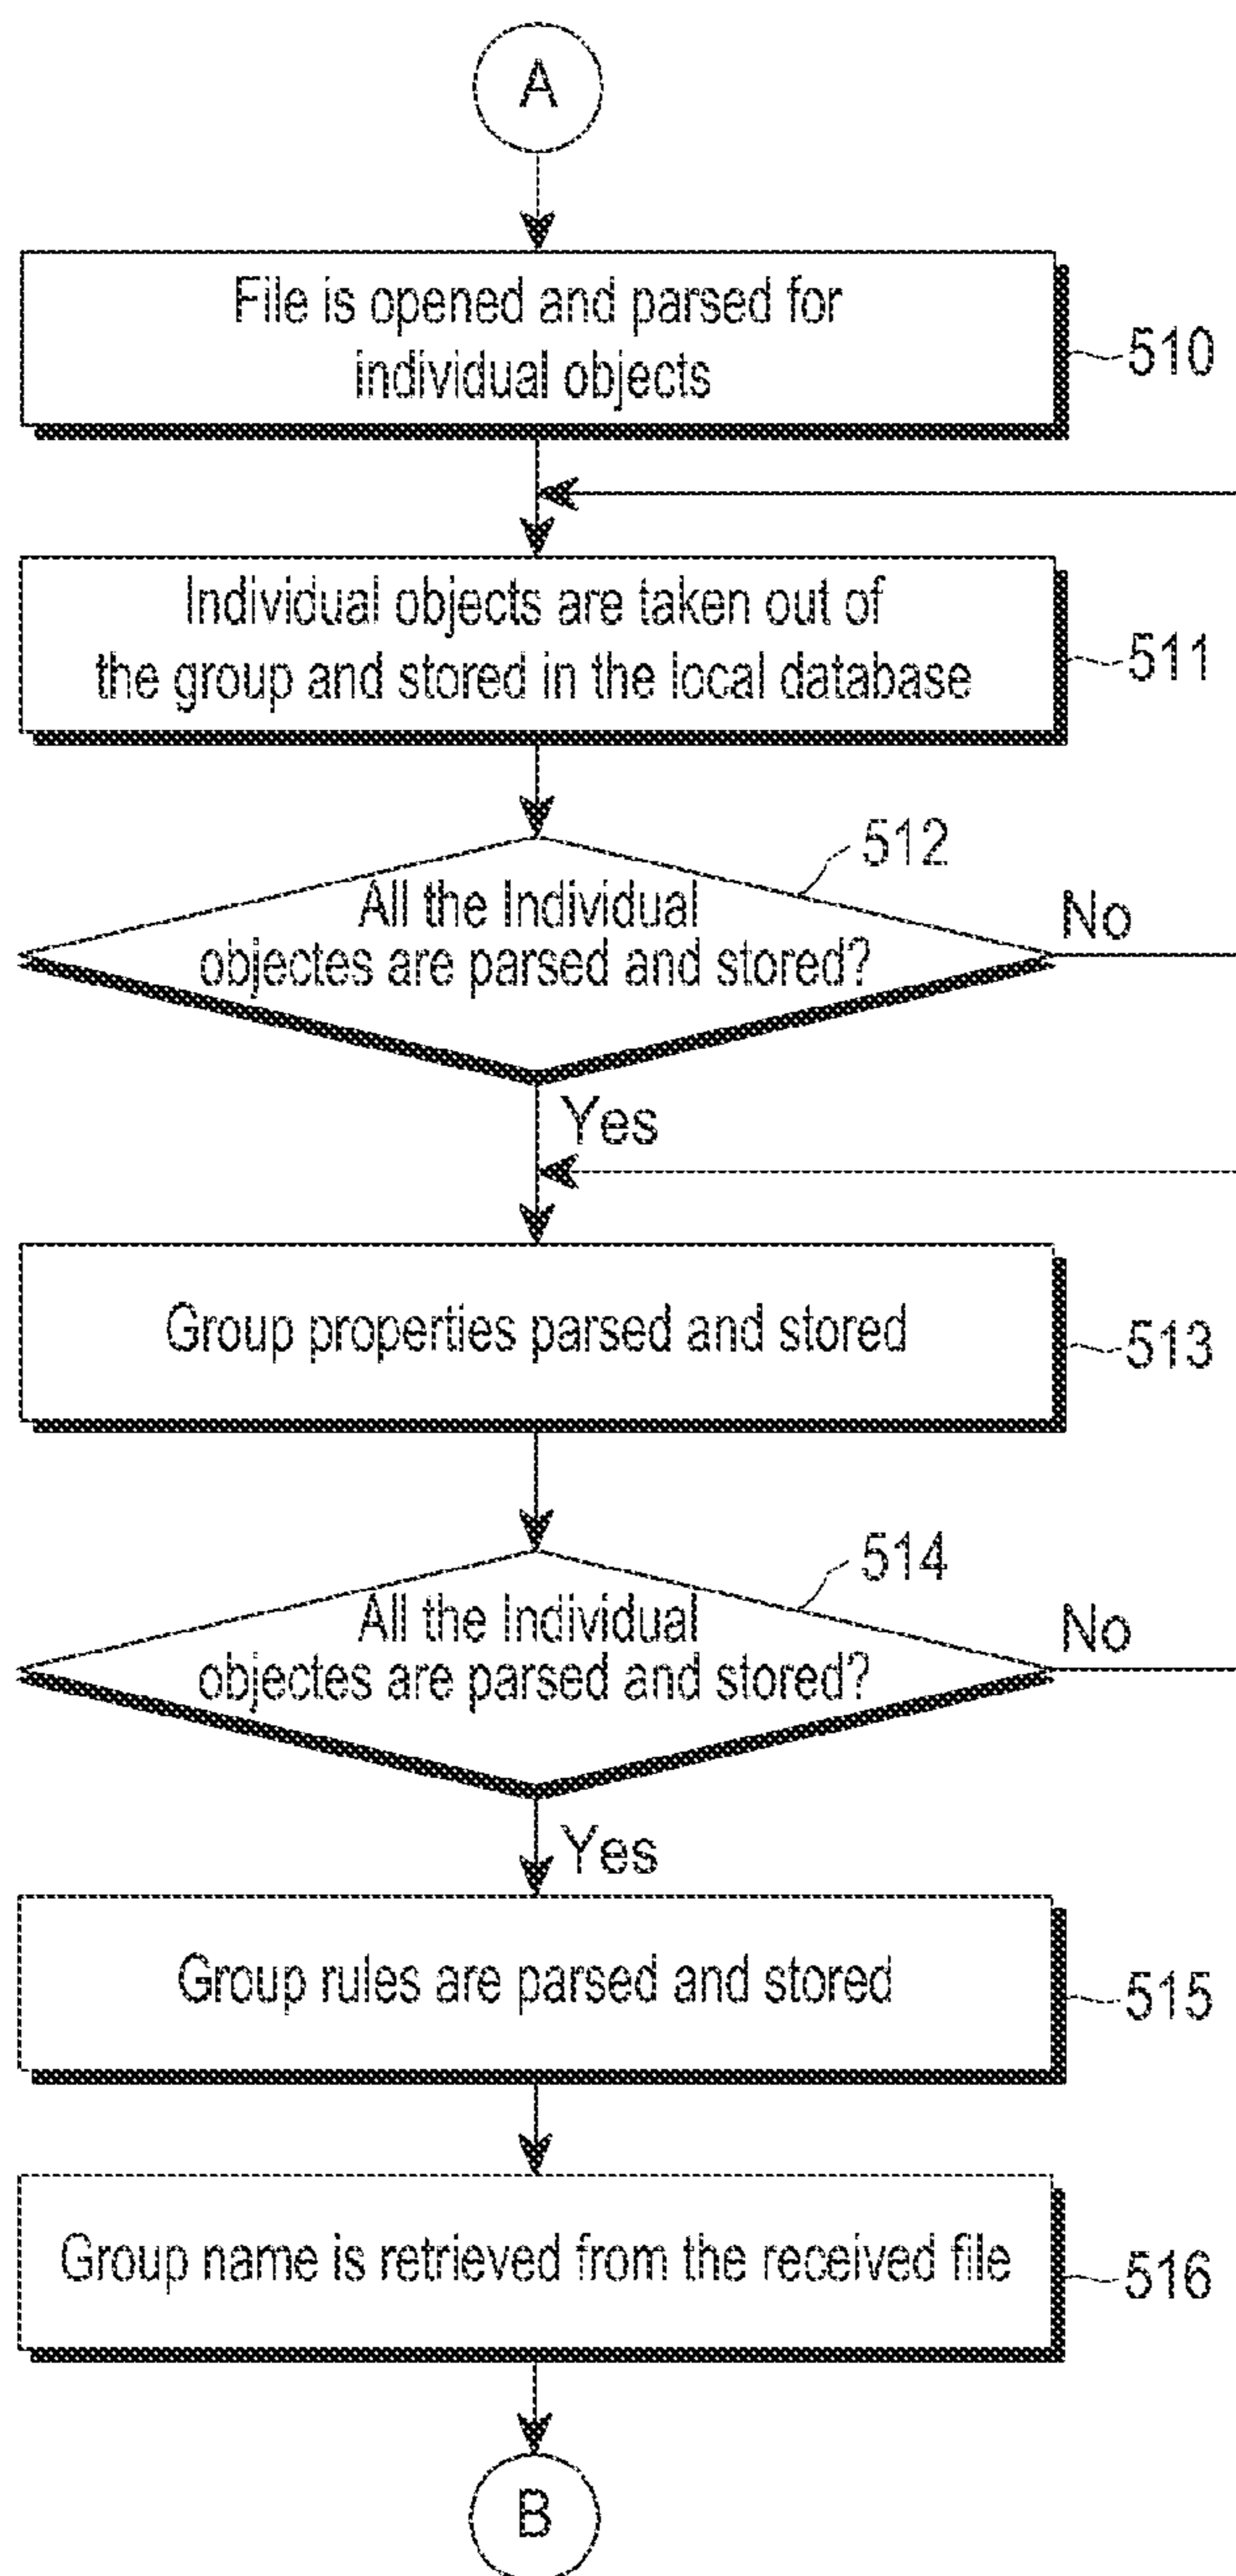 A
File is opened and parsed for
individual objects
510
Individual objects are taken out of
the group and stored in the local database
511
512
All the Individual
objectes are parsed and stored?
No
Yes
Group properties parsed and stored
513
514
All the Individual
objectes are parsed and stored?
No
Yes
Group rules are parsed and stored
515
Group name is retrieved from the received file
516
B